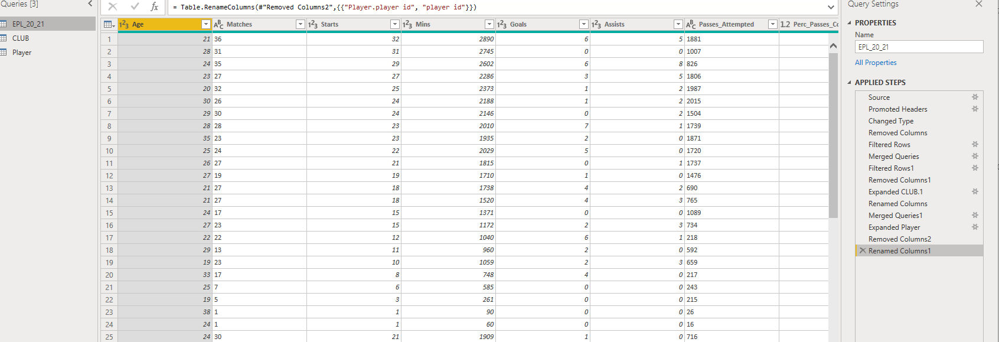 Queries [3]
EPL_20_21
CLUB
Player
fx = Table.RenameColumns(#"Removed Columns2",{{"Player.player id", "player id"}})
Age Matches Starts Mins Goals Assists Passes_Attempted 1.2 Perc_Passes_Co
1 21 36 32 2890 6 5 1881
2 28 31 31 2745 0 0 1007
3 24 35 29 2602 6 8 826
4 23 27 27 2286 3 5 1806
5 20 32 25 2373 1 2 1987
6 30 26 24 2188 1 2 2015
7 29 30 24 2146 0 2 1504
8 28 28 23 2010 7 1 1739
9 35 23 23 1935 2 0 1871
10 25 24 22 2029 5 0 1720
11 26 27 21 1815 0 1 1737
12 27 19 19 1710 1 0 1476
13 21 27 18 1738 4 2 690
14 21 27 18 1520 4 3 765
15 24 17 15 1371 0 0 1089
16 27 23 15 1172 2 3 734
17 22 22 12 1040 6 1 218
18 29 13 11 960 2 0 592
19 19 23 10 1059 2 3 659
20 33 17 8 748 4 0 217
21 25 7 6 585 0 0 243
22 19 5 3 261 0 0 215
23 38 1 1 90 0 0 26
24 24 1 1 60 0 0 16
25 24 30 21 1909 1 0 716
Query Settings
PROPERTIES
Name
EPL_20_21
All Properties
APPLIED STEPS
Source
Promoted Headers
Changed Type
Removed Columns
Filtered Rows
Merged Queries
Filtered Rows1
Removed Columns1
Expanded CLUB.1
Renamed Columns
Merged Queries1
Expanded Player
Removed Columns2
Renamed Columns1